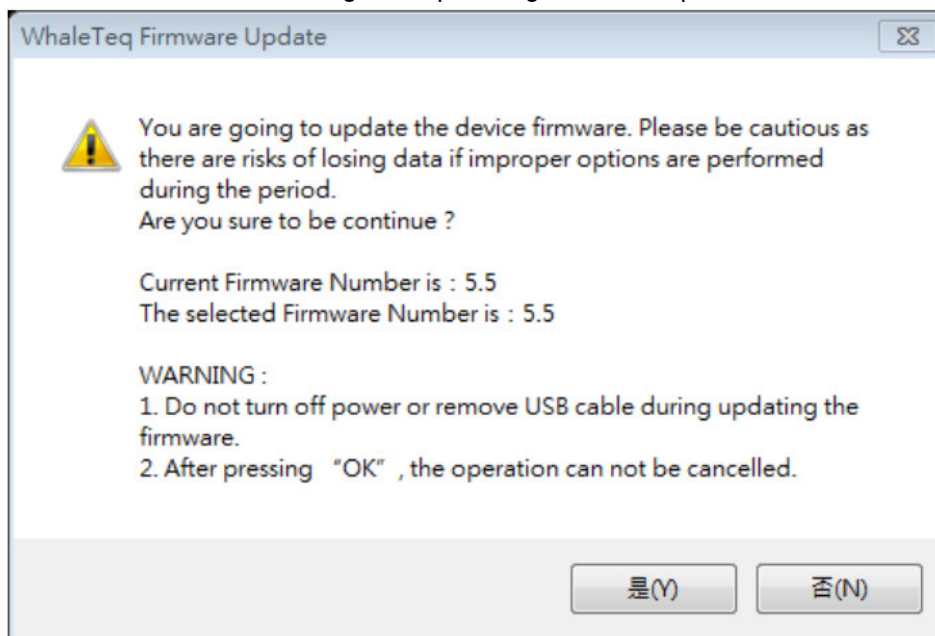 WhaleTeq Firmware Update
You are going to update the device firmware. Please be cautious as
there are risks of losing data if improper options are performed
during the period.
Are you sure to be continue ?
Current Firmware Number is : 5.5
The selected Firmware Number is : 5.5
WARNING :
1. Do not turn off power or remove USB cable during updating the
firmware.
2. After pressing “OK”, the operation can not be cancelled.
是(Y)
否(N)